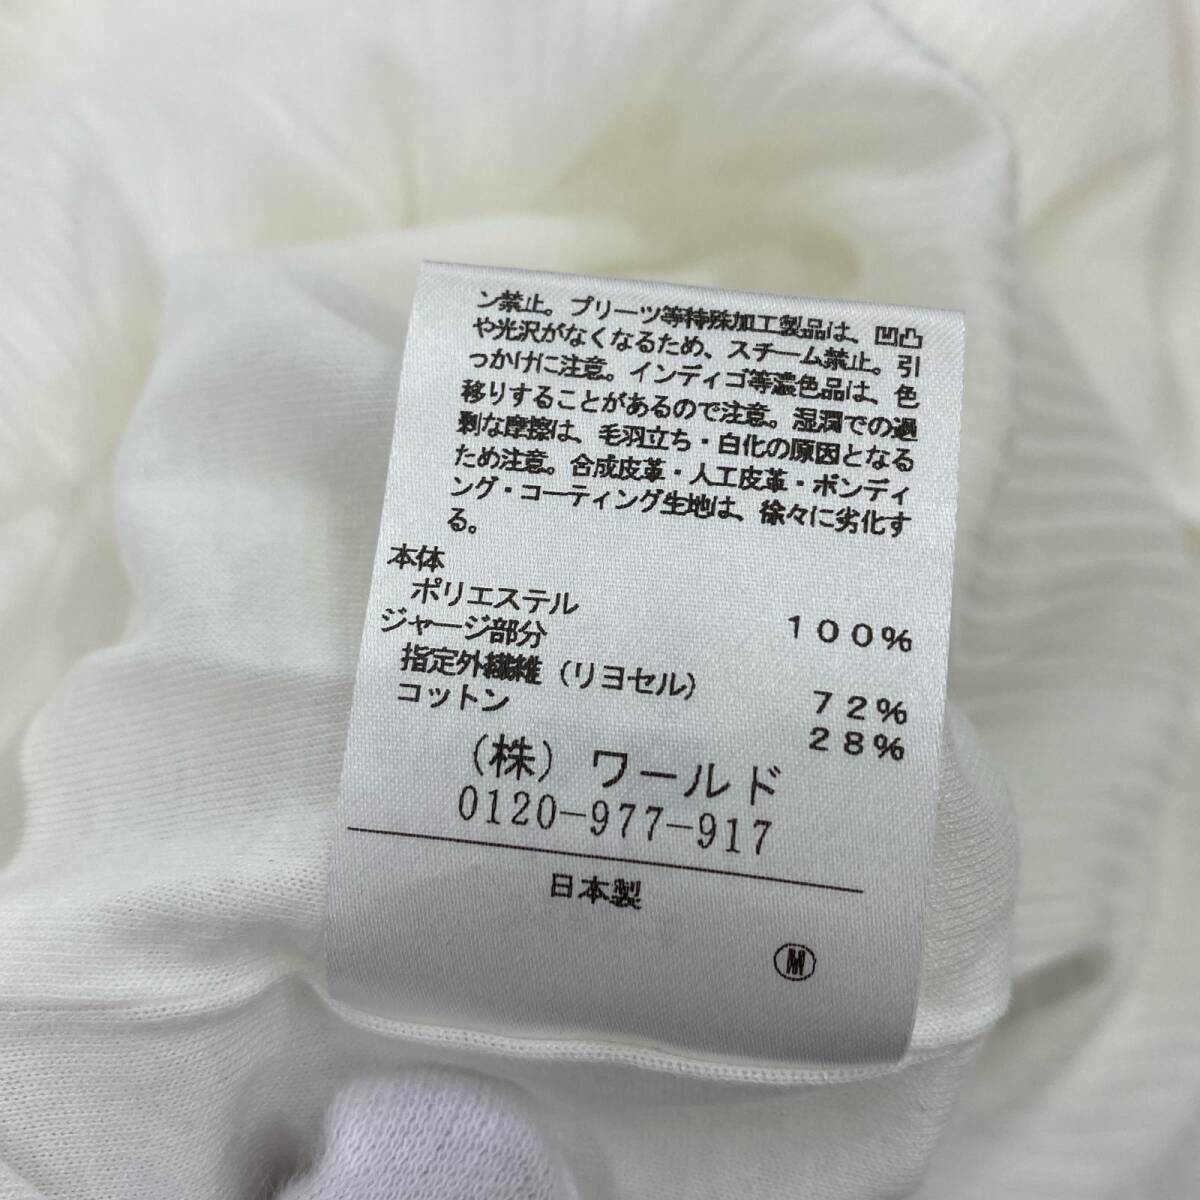 ン禁止。プリーツ等特殊加工製品は、凹凸
や光沢がなくなるため、スチーム禁止。引
っかけに注意。インディゴ等濃色品は、色
移りすることがあるので注意。湿潤での過
剰な摩擦は、毛羽立ち・白化の原因となる
ため注意。合成皮革・人工皮革・ボンディ
ング・コーティング生地は、徐々に劣化す
る。
本体
ポリエステル 100%
ジャージ部分
指定外繊維（リヨセル） 72%
コットン 28%
（株）ワールド
0120-977-917
日本製
M